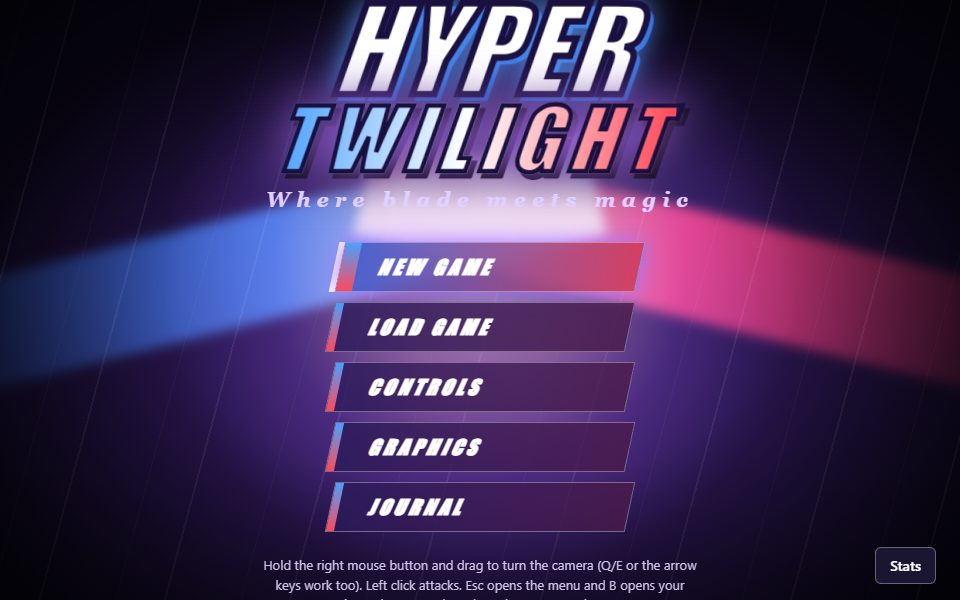 HYPER
TWILIGHT
Where blade meets magic
NEW GAME
LOAD GAME
CONTROLS
GRAPHICS
JOURNAL
Hold the right mouse button and drag to turn the camera (Q/E or the arrow
keys work too). Left click attacks. Esc opens the menu and B opens your
Stats